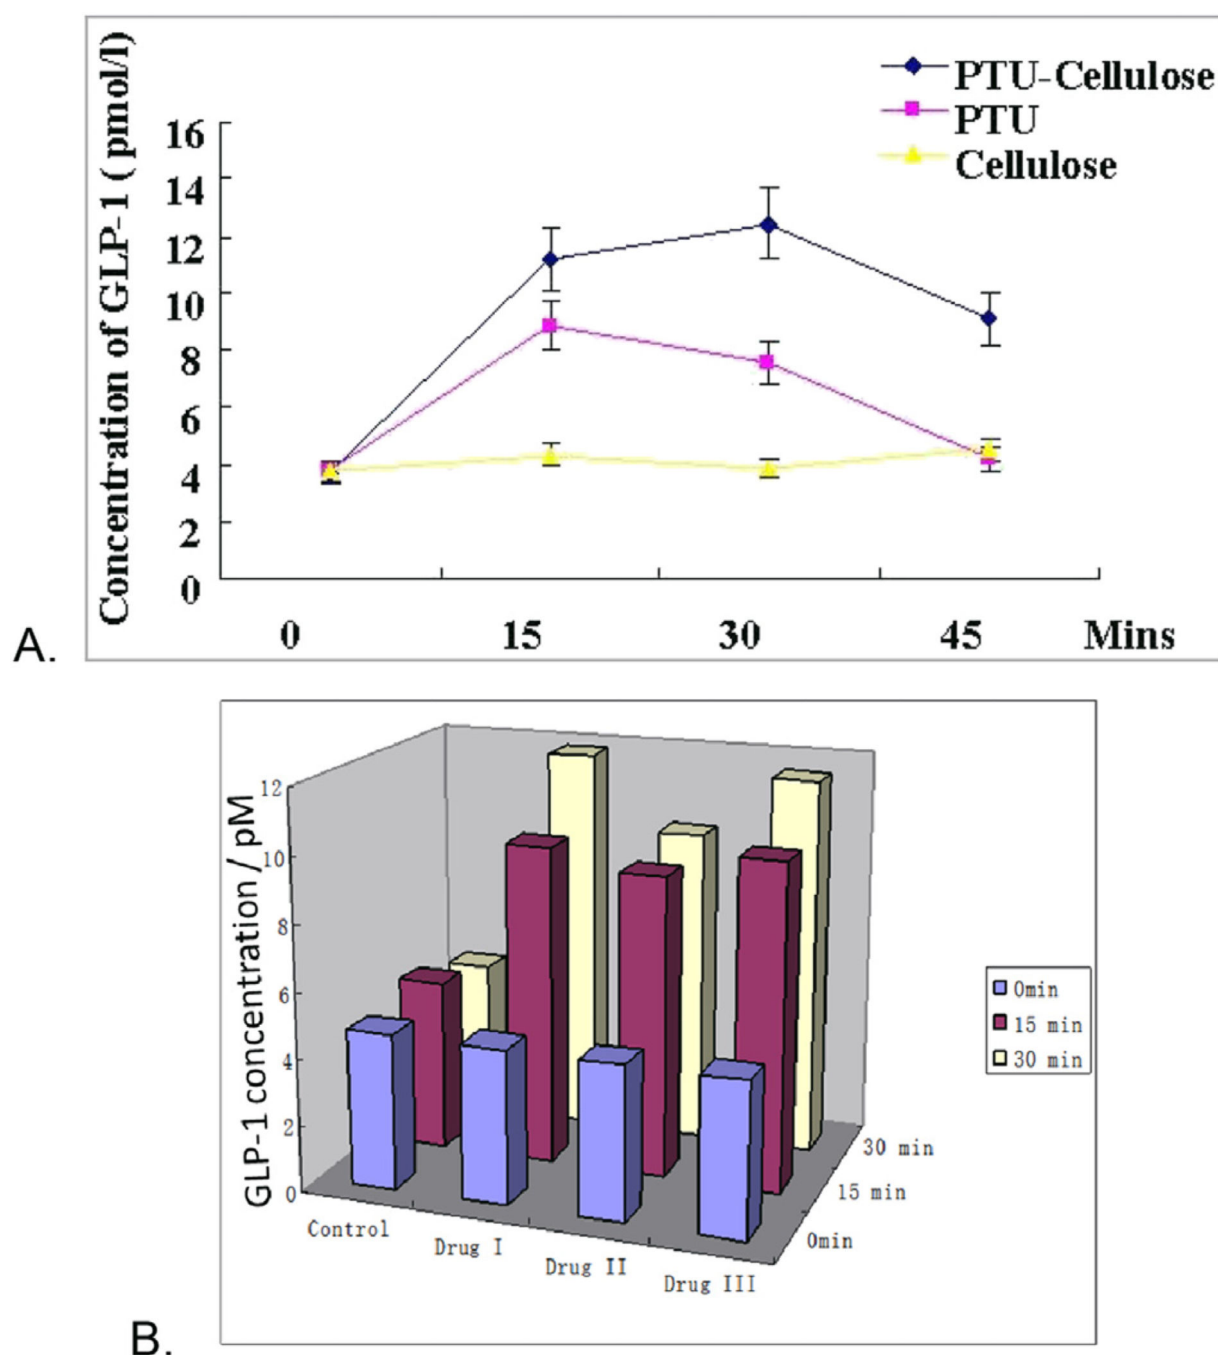 Concentration of GLP-1 ( pmol/l)
PTU-Cellulose
PTU
Cellulose
16
14
12
10
8
6
4
2
0
0 15 30 45 Mins
A.
GLP-1 concentration / pM
12
10
8
6
4
2
0
Control
Drug I
Drug II
Drug III
30 min
15 min
0min
0min
15 min
30 min
B.